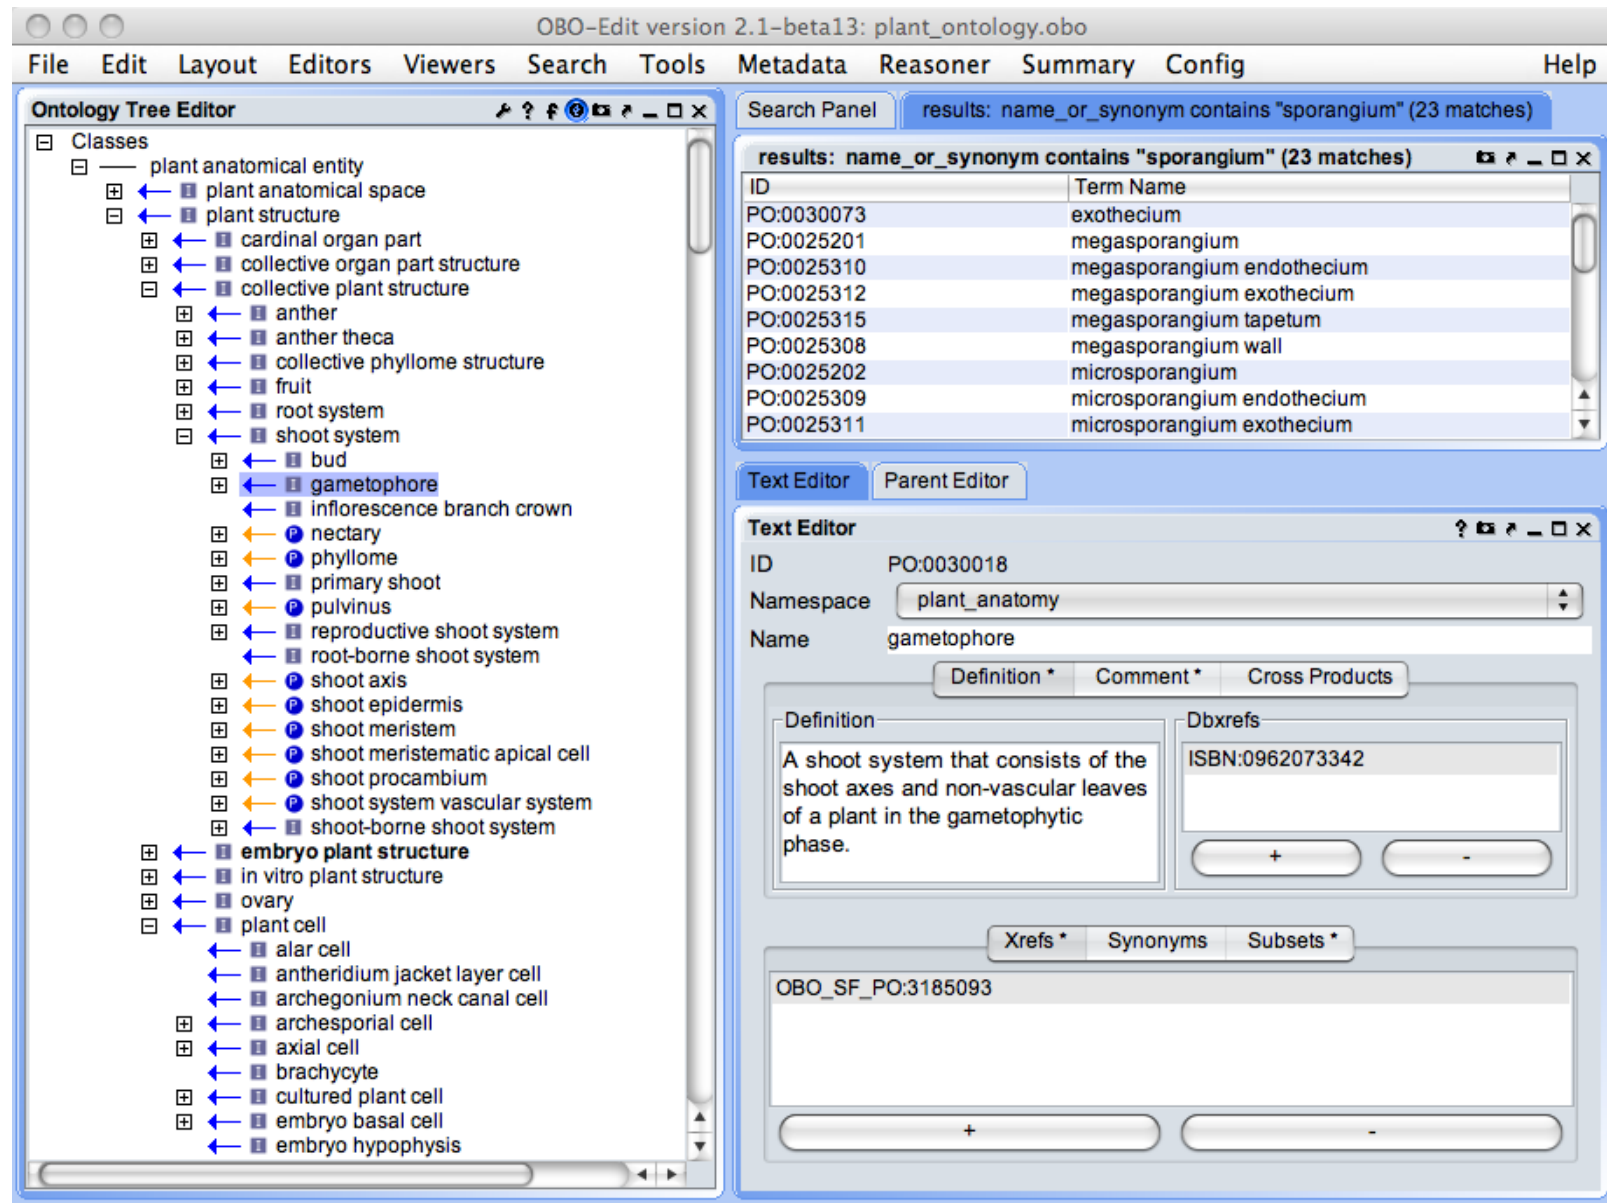 OBO-Edit version 2.1-beta13: plant_ontology.obo
File Edit Layout Editors Viewers Search Tools Metadata Reasoner Summary Config Help
Ontology Tree Editor
Classes
plant anatomical entity
plant anatomical space
plant structure
cardinal organ part
collective organ part structure
collective plant structure
anther
anther theca
collective phyllome structure
fruit
root system
shoot system
bud
gametophore
inflorescence branch crown
nectary
phyllome
primary shoot
pulvinus
reproductive shoot system
root-borne shoot system
shoot axis
shoot epidermis
shoot meristem
shoot meristematic apical cell
shoot procambium
shoot system vascular system
shoot-borne shoot system
embryo plant structure
in vitro plant structure
ovary
plant cell
alar cell
antheridium jacket layer cell
archegonium neck canal cell
archesporial cell
axial cell
brachycyte
cultured plant cell
embryo basal cell
embryo hypophysis
Search Panel results: name_or_synonym contains "sporangium" (23 matches)
results: name_or_synonym contains "sporangium" (23 matches)
ID Term Name
PO:0030073 exothecium
PO:0025201 megasporangium
PO:0025310 megasporangium endothecium
PO:0025312 megasporangium exothecium
PO:0025315 megasporangium tapetum
PO:0025308 megasporangium wall
PO:0025202 microsporangium
PO:0025309 microsporangium endothecium
PO:0025311 microsporangium exothecium
Text Editor Parent Editor
Text Editor
ID PO:0030018
Namespace plant_anatomy
Name gametophore
Definition * Comment * Cross Products
Definition
A shoot system that consists of the
shoot axes and non-vascular leaves
of a plant in the gametophytic
phase.
Dbxrefs
ISBN:0962073342
+ -
Xrefs * Synonyms Subsets *
OBO_SF_PO:3185093
+ -